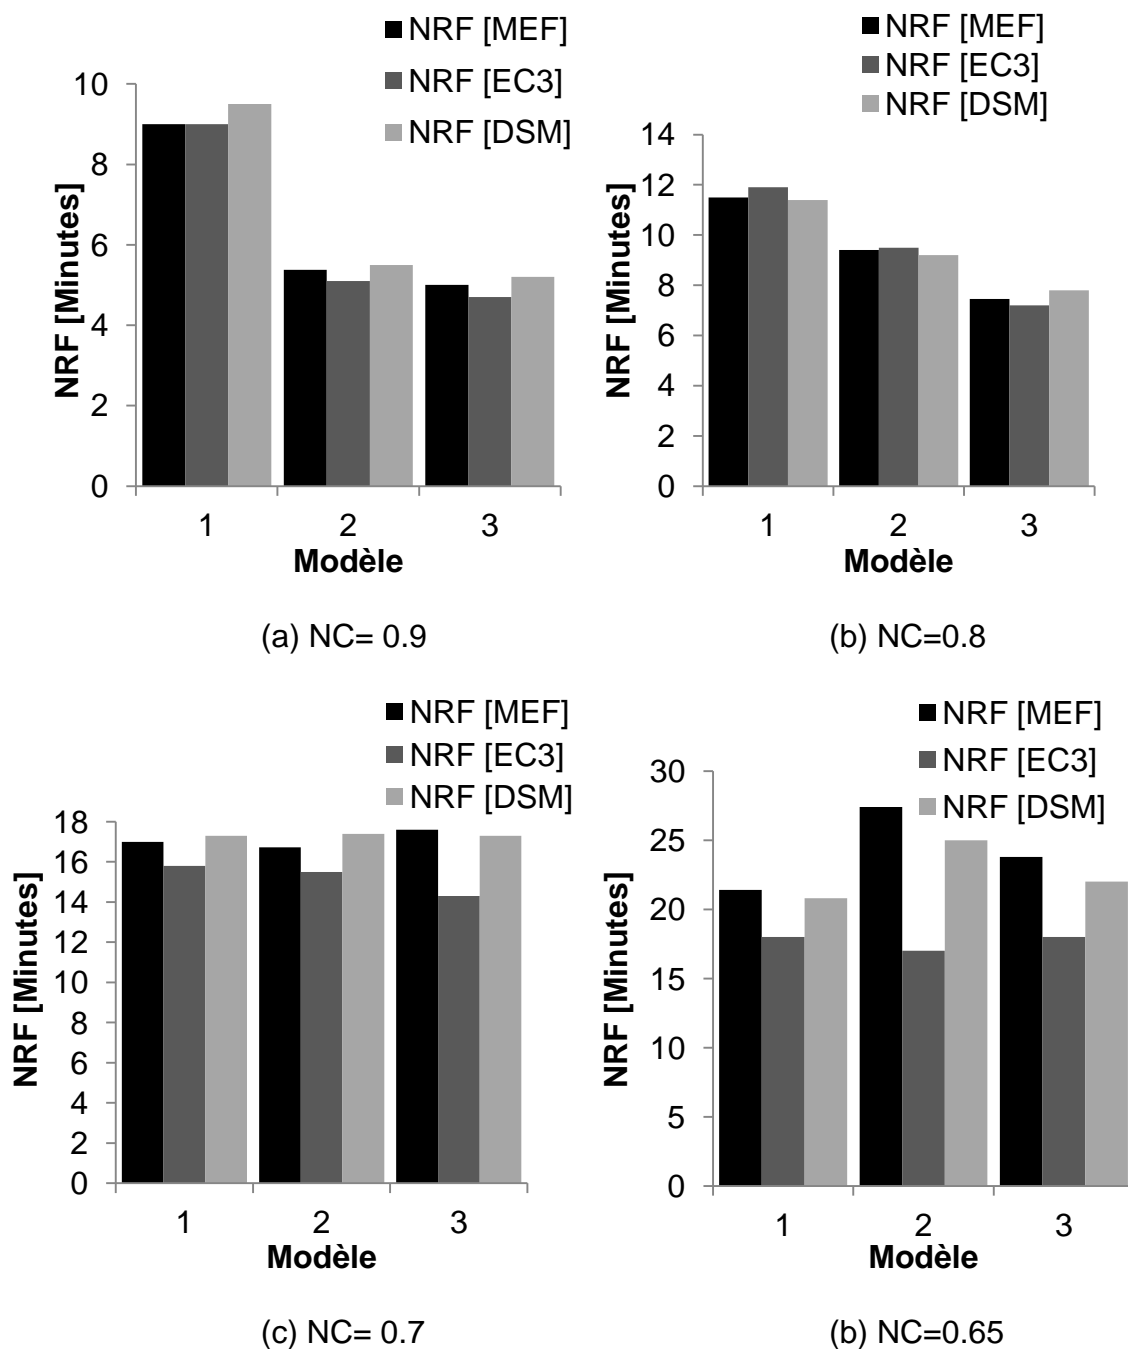 NRF [MEF]
NRF [EC3]
NRF [DSM]
10
8
6
4
2
0
NRF [Minutes]
1 2 3
Modèle
(a) NC= 0.9
NRF [MEF]
NRF [EC3]
NRF [DSM]
14
12
10
8
6
4
2
0
NRF [Minutes]
1 2 3
Modèle
(b) NC=0.8
NRF [MEF]
NRF [EC3]
NRF [DSM]
18
16
14
12
10
8
6
4
2
0
NRF [Minutes]
1 2 3
Modèle
(c) NC= 0.7
NRF [MEF]
NRF [EC3]
NRF [DSM]
30
25
20
15
10
5
0
NRF [Minutes]
1 2 3
Modèle
(b) NC=0.65